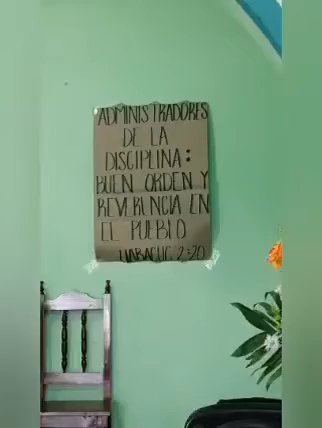 ADMINISTRADORES
DE LA
DISCIPLINA:
BUEN ORDEN Y
REVERENCIA EN
EL PUEBLO
HABACUC 2:20